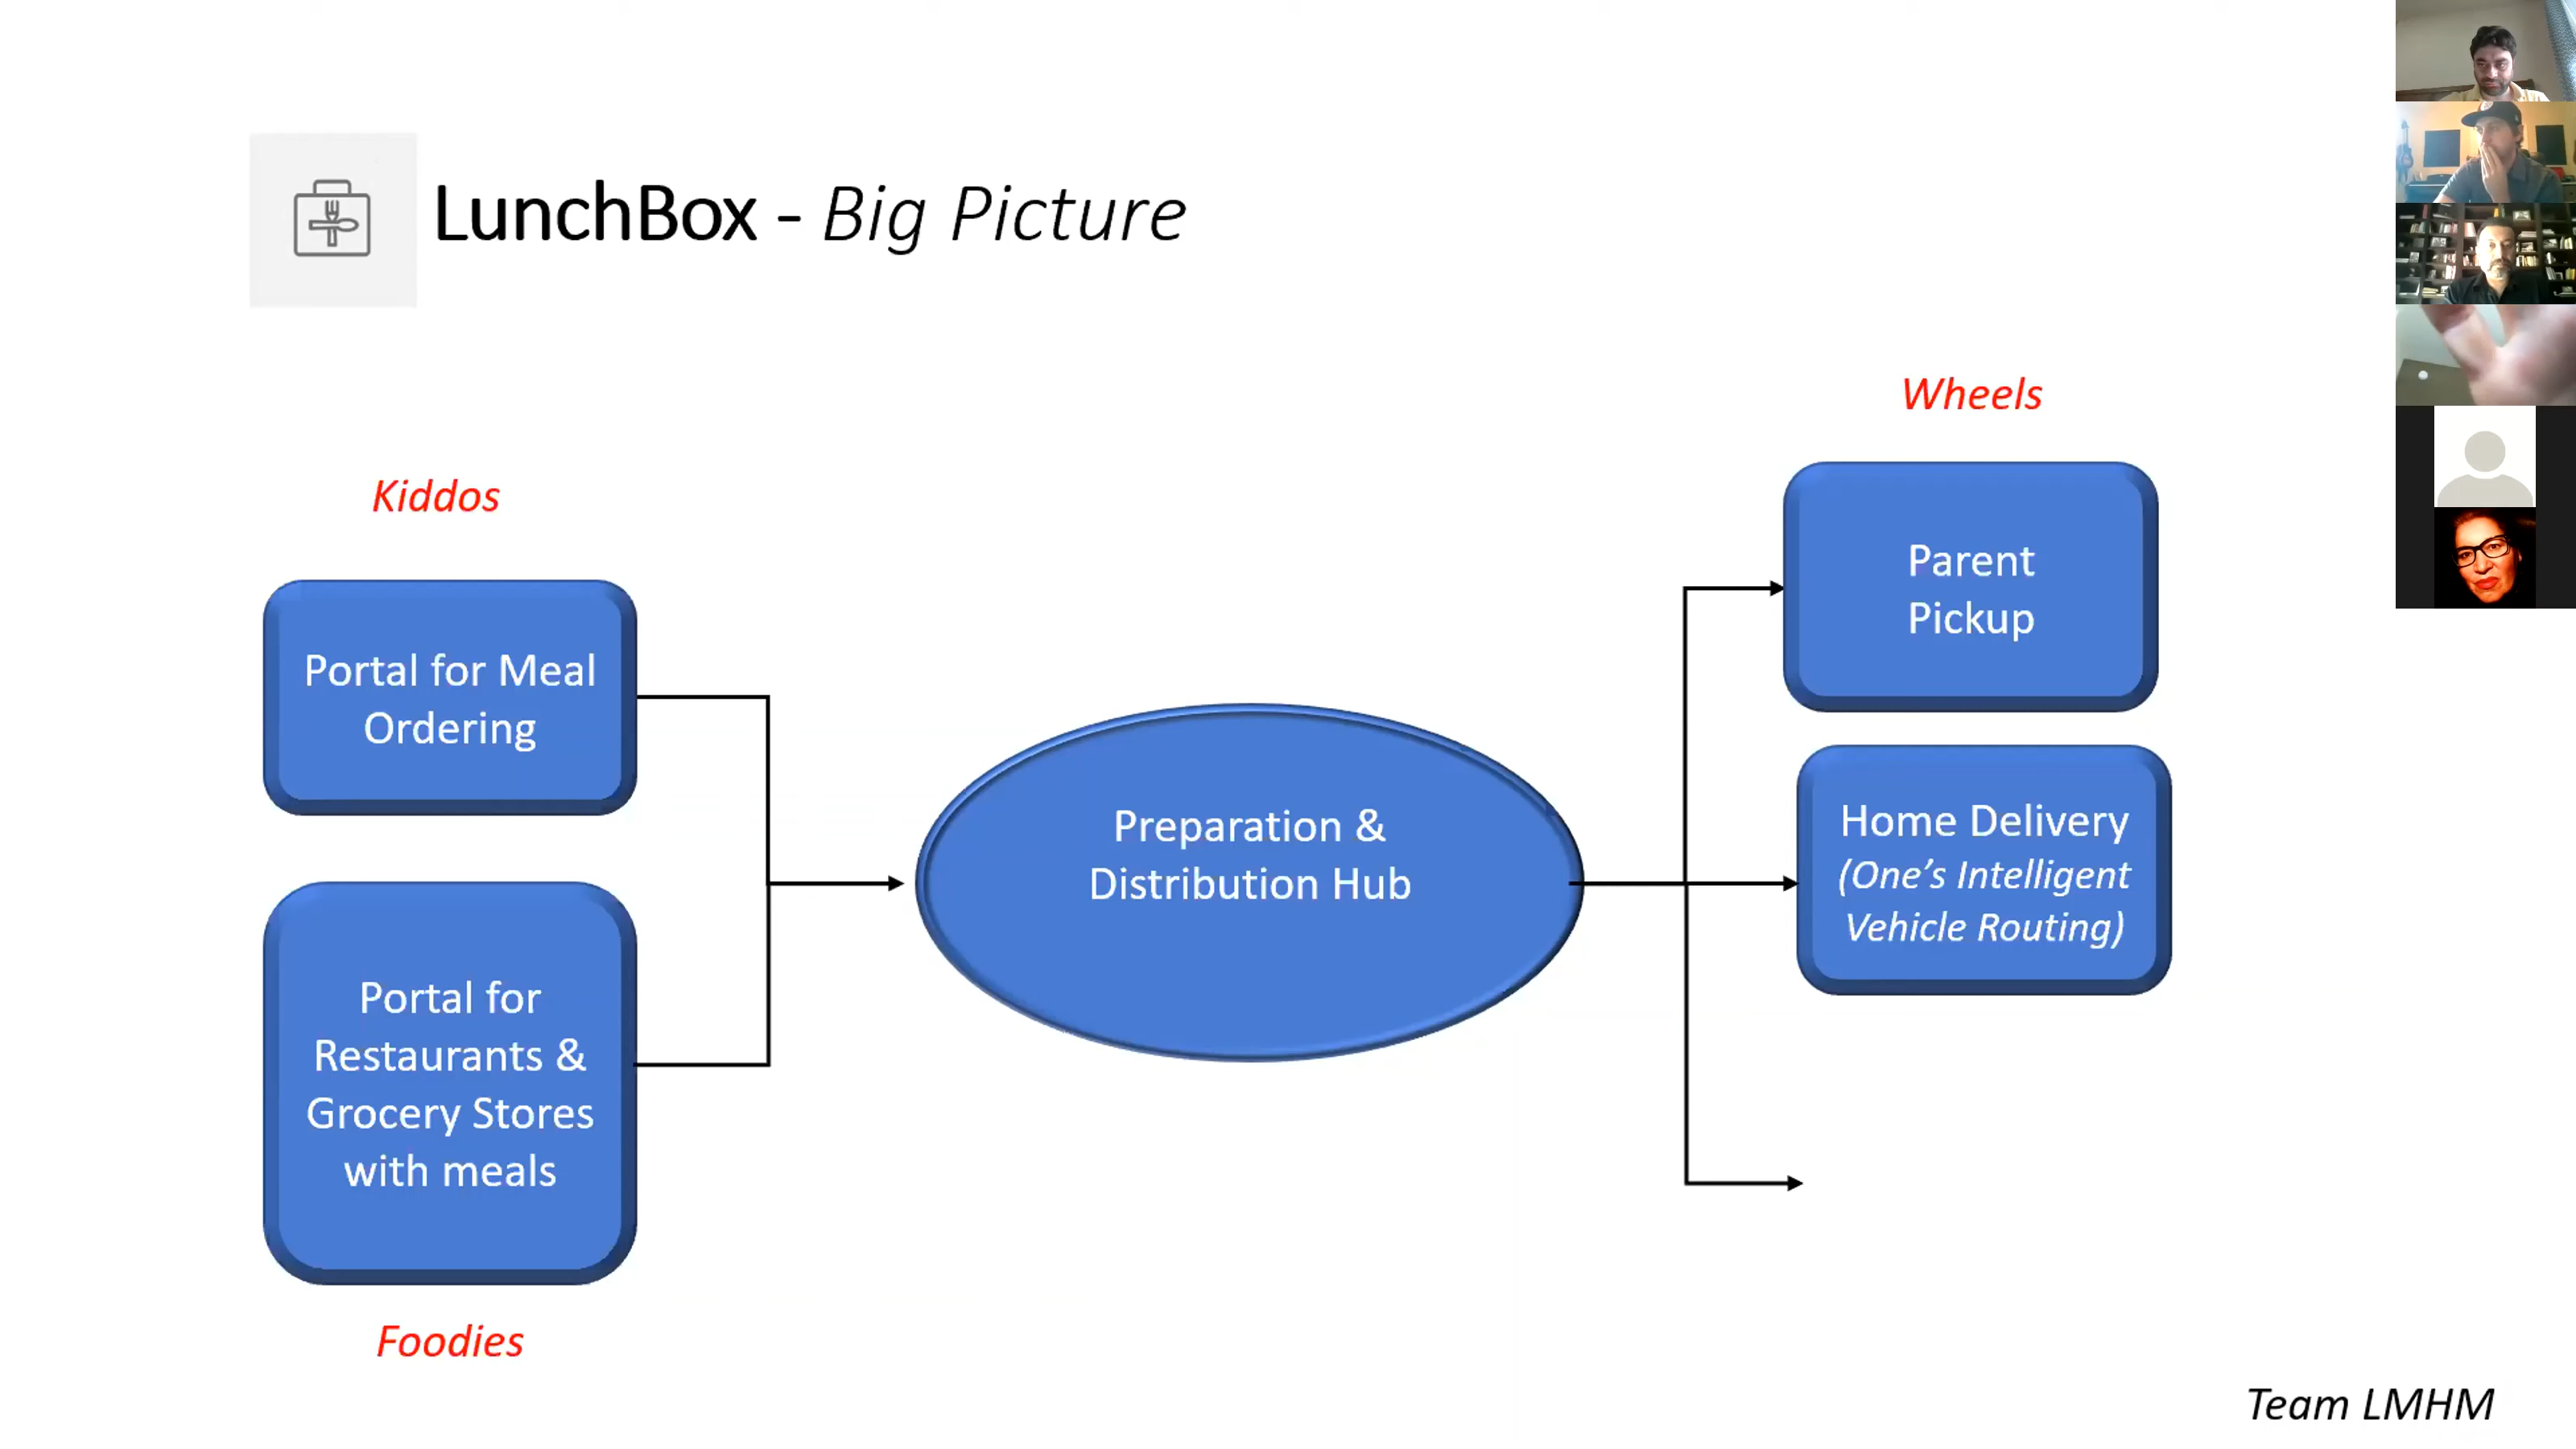 LunchBox - Big Picture
Kiddos
Portal for Meal
Ordering
Portal for
Restaurants &
Grocery Stores
with meals
Foodies
Preparation &
Distribution Hub
Wheels
Parent
Pickup
Home Delivery
(One’s Intelligent
Vehicle Routing)
Team LMHM